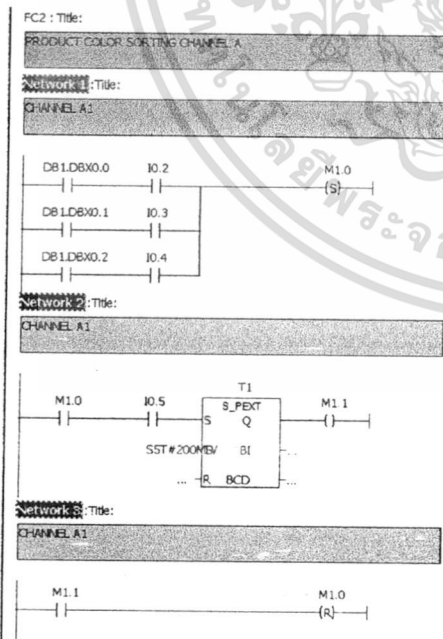 FC2 : Title:
PRODUCT COLOR SORTING CHANNEL A
Network 1 :Title:
CHANNEL A1
DB1.DBX0.0 I0.2 M1.0
(S)
DB1.DBX0.1 I0.3
DB1.DBX0.2 I0.4
Network 2 :Title:
CHANNEL A1
T1
M1.0 I0.5 S_PEXT M1.1
S Q
BI
... R BCD ...
Network 3 :Title:
CHANNEL A1
M1.1 M1.0
(R)